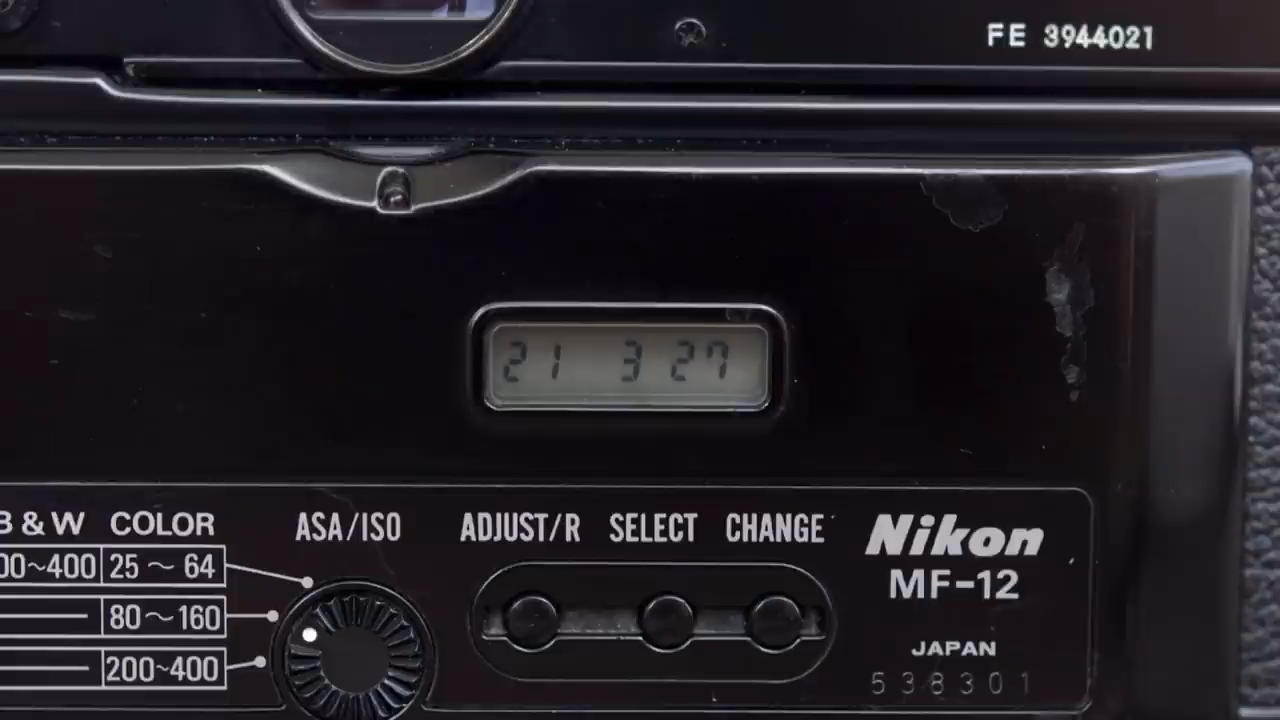 FE 3944021
21 3 27
B & W COLOR
00~400 25 ~ 64
80~160
200~400
ASA/ISO
ADJUST/R SELECT CHANGE
Nikon
MF-12
JAPAN
538301